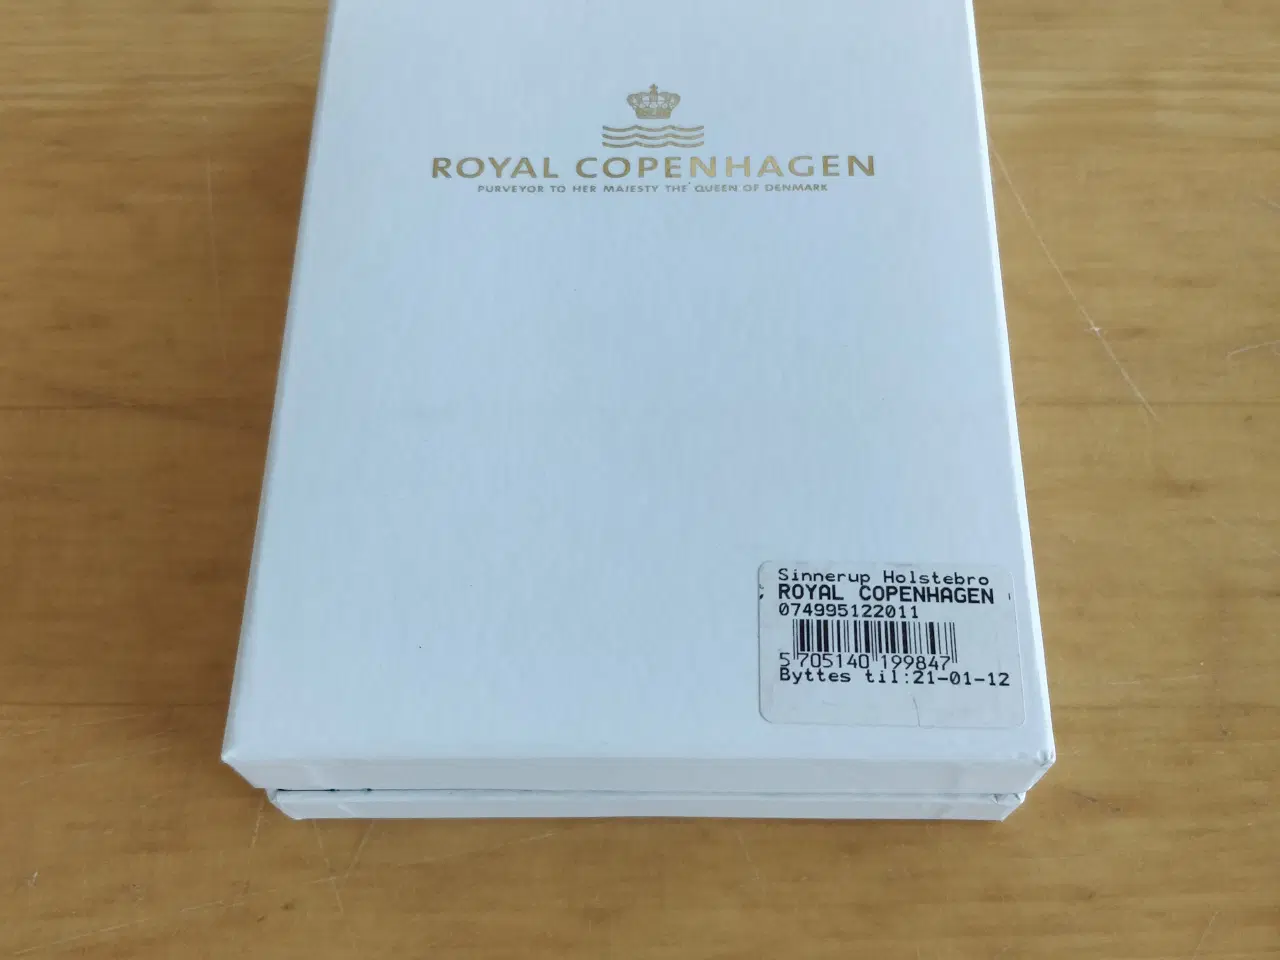 ROYAL COPENHAGEN
PURVEYOR TO HER MAJESTY THE QUEEN OF DENMARK
Sinnerup Holstebro
ROYAL COPENHAGEN
074995122011
5 705140 199847
Byttes til:21-01-12